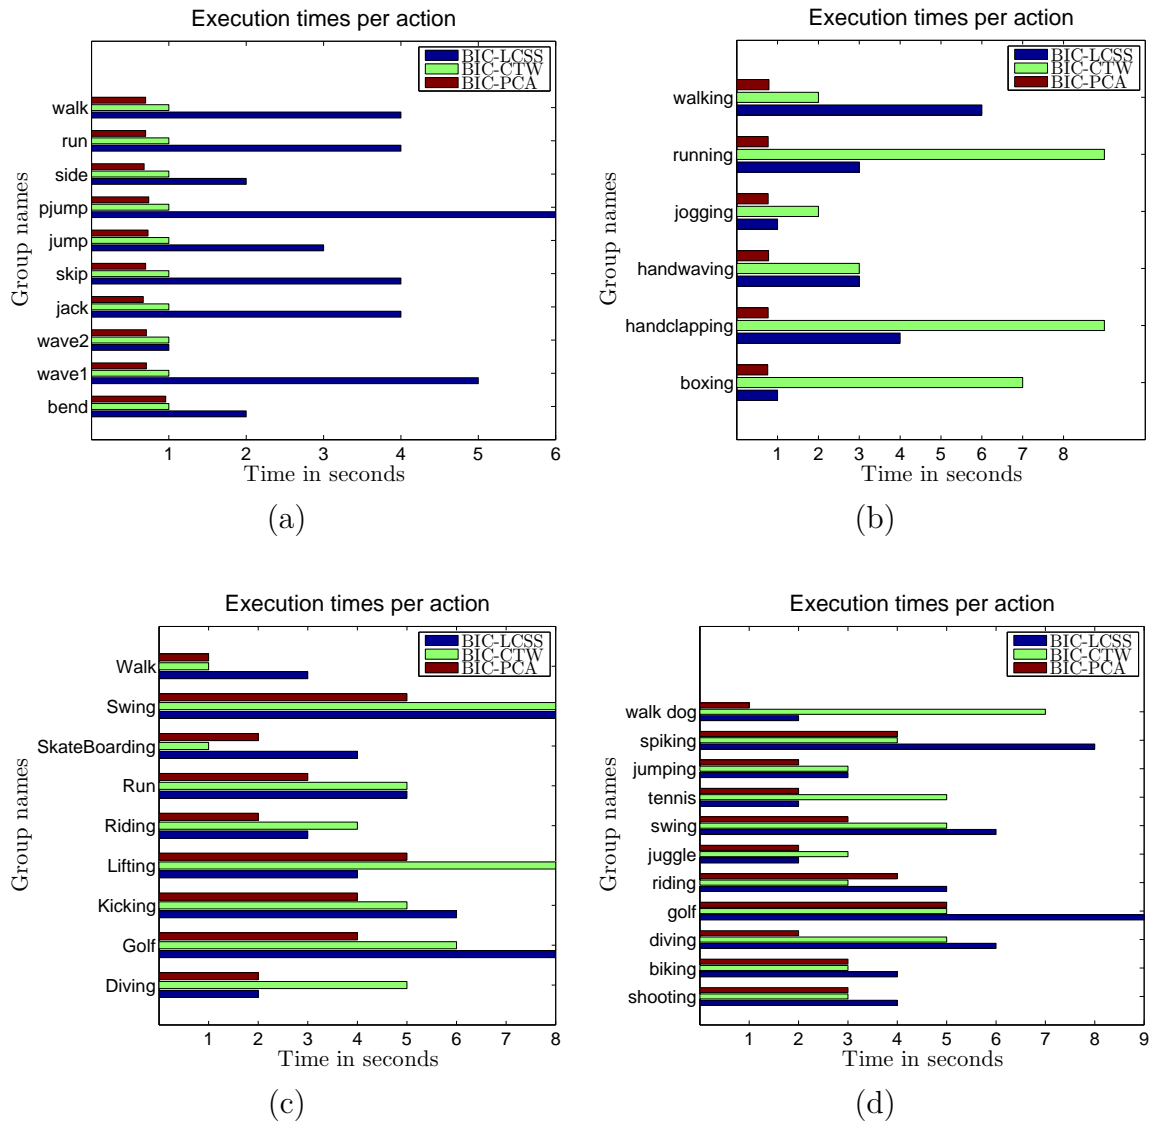 Execution times per action
BIC-LCSS
BIC-CTW
BIC-PCA
walk
run
side
pjump
jump
skip
jack
wave2
wave1
bend
Group names
1 2 3 4 5 6
Time in seconds
(a)
Execution times per action
BIC-LCSS
BIC-CTW
BIC-PCA
walking
running
jogging
handwaving
handclapping
boxing
Group names
1 2 3 4 5 6 7 8
Time in seconds
(b)
Execution times per action
BIC-LCSS
BIC-CTW
BIC-PCA
Walk
Swing
SkateBoarding
Run
Riding
Lifting
Kicking
Golf
Diving
Group names
1 2 3 4 5 6 7 8
Time in seconds
(c)
Execution times per action
BIC-LCSS
BIC-CTW
BIC-PCA
walk dog
spiking
jumping
tennis
swing
juggle
riding
golf
diving
biking
shooting
Group names
1 2 3 4 5 6 7 8 9
Time in seconds
(d)